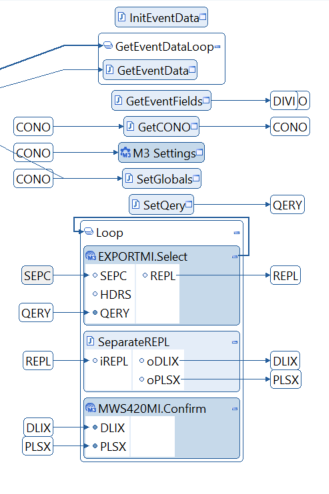 InitEventData
GetEventDataLoop
GetEventData
GetEventFields DIVI O
CONO GetCONO CONO
CONO M3 Settings
CONO SetGlobals
SetQery QERY
Loop
M3 EXPORTMI.Select
SEPC SEPC REPL REPL
HDRS
QERY QERY
SeparateREPL
REPL iREPL oDLIX DLIX
oPLSX PLSX
M3 MWS420MI.Confirm
DLIX DLIX
PLSX PLSX